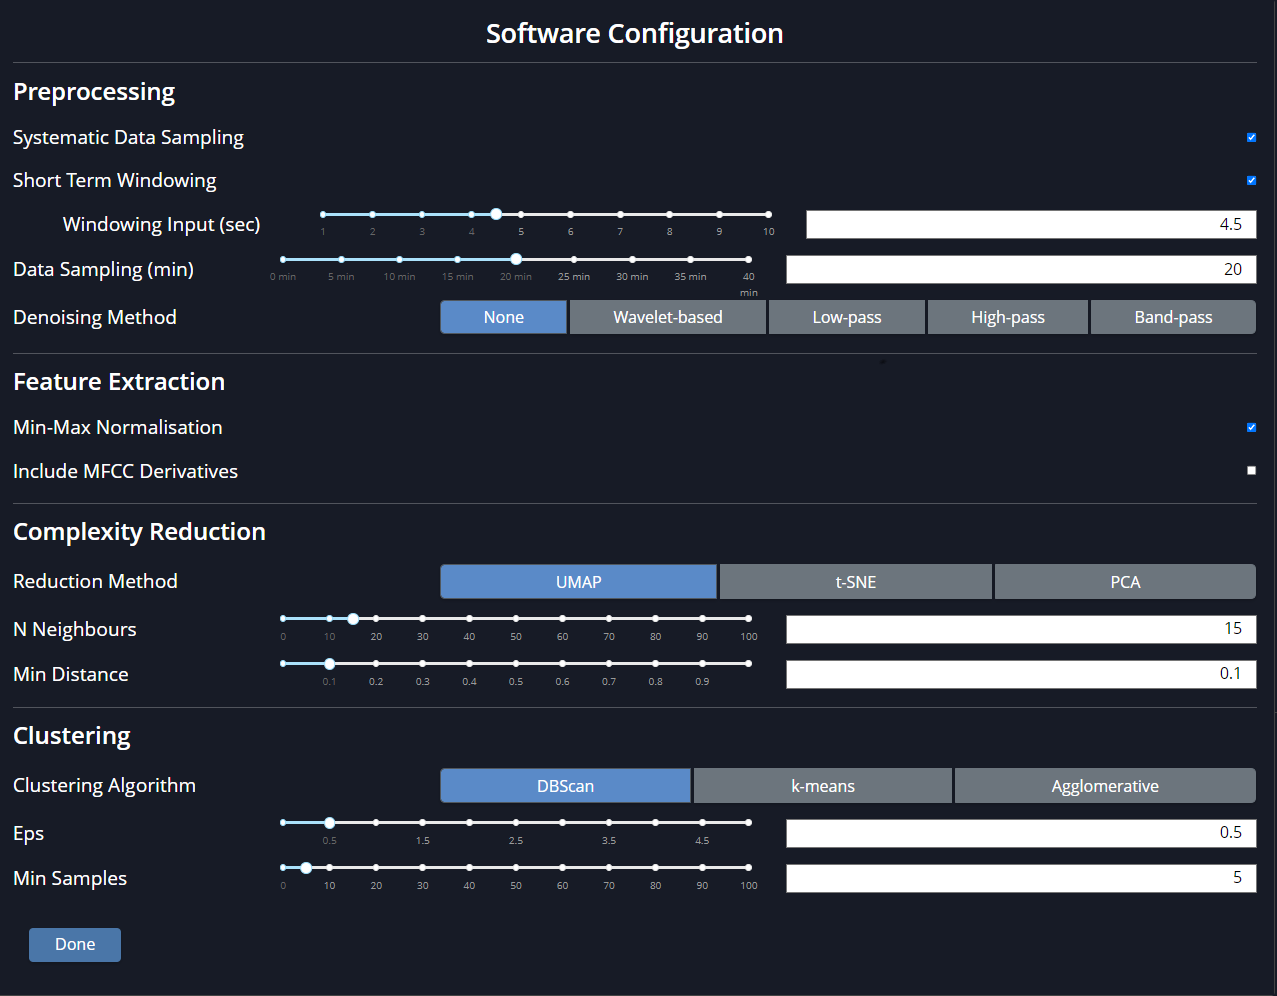 Software Configuration
Preprocessing
Systematic Data Sampling
Short Term Windowing
Windowing Input (sec)
1 2 3 4 5 6 7 8 9 10
4.5
Data Sampling (min)
0 min 5 min 10 min 15 min 20 min 25 min 30 min 35 min 40 min
20
Denoising Method
None Wavelet-based Low-pass High-pass Band-pass
Feature Extraction
Min-Max Normalisation
Include MFCC Derivatives
Complexity Reduction
Reduction Method
UMAP t-SNE PCA
N Neighbours
0 10 20 30 40 50 60 70 80 90 100
15
Min Distance
0.1 0.2 0.3 0.4 0.5 0.6 0.7 0.8 0.9
0.1
Clustering
Clustering Algorithm
DBScan k-means Agglomerative
Eps
0.5 1.5 2.5 3.5 4.5
0.5
Min Samples
0 10 20 30 40 50 60 70 80 90 100
5
Done